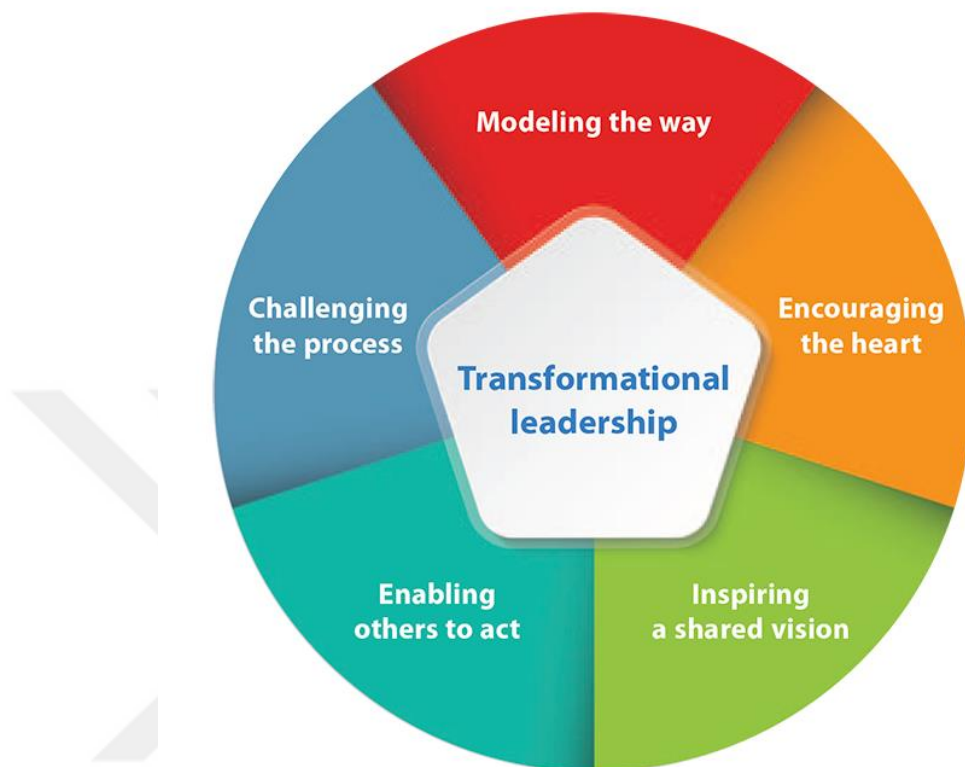 Modeling the way
Encouraging
the heart
Inspiring
a shared vision
Enabling
others to act
Challenging
the process
Transformational
leadership